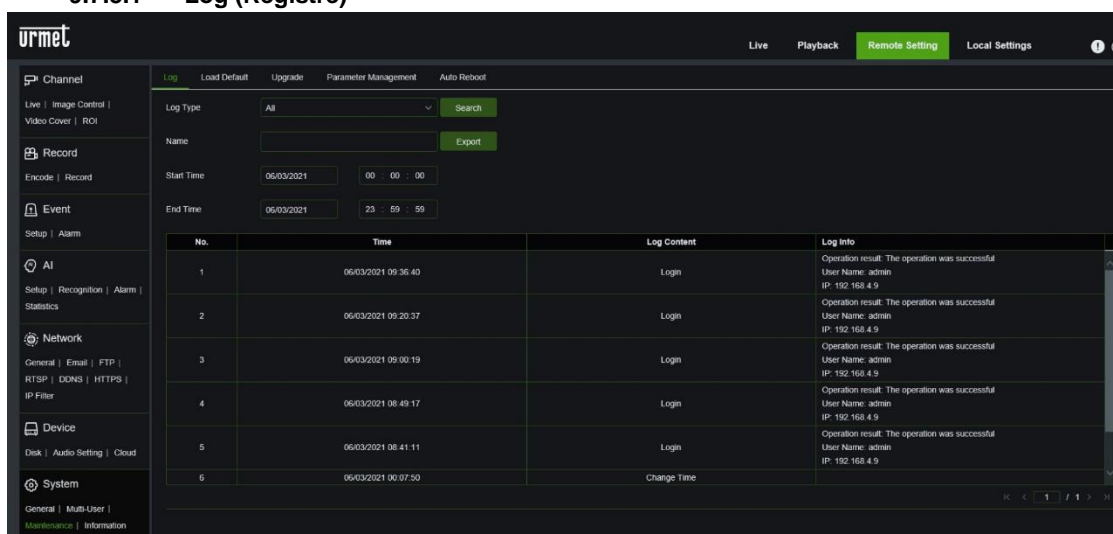 Log (Registro)
urmet
Live Playback Remote Setting Local Settings
Channel
Live | Image Control |
Video Cover | ROI
Record
Encode | Record
Event
Setup | Alarm
AI
Setup | Recognition | Alarm |
Statistics
Network
General | Email | FTP |
RTSP | DDNS | HTTPS |
IP Filter
Device
Disk | Audio Setting | Cloud
System
General | Multi-User |
Maintenance | Information
Log Load Default Upgrade Parameter Management Auto Reboot
Log Type All Search
Name Export
Start Time 06/03/2021 00 : 00 : 00
End Time 06/03/2021 23 : 59 : 59
No. Time Log Content Log Info
1 06/03/2021 09:36:40 Login
Operation result: The operation was successful
User Name: admin
IP: 192.168.4.9
2 06/03/2021 09:20:37 Login
Operation result: The operation was successful
User Name: admin
IP: 192.168.4.9
3 06/03/2021 09:00:19 Login
Operation result: The operation was successful
User Name: admin
IP: 192.168.4.9
4 06/03/2021 08:49:17 Login
Operation result: The operation was successful
User Name: admin
IP: 192.168.4.9
5 06/03/2021 08:41:11 Login
Operation result: The operation was successful
User Name: admin
IP: 192.168.4.9
6 06/03/2021 00:07:50 Change Time
1 / 1